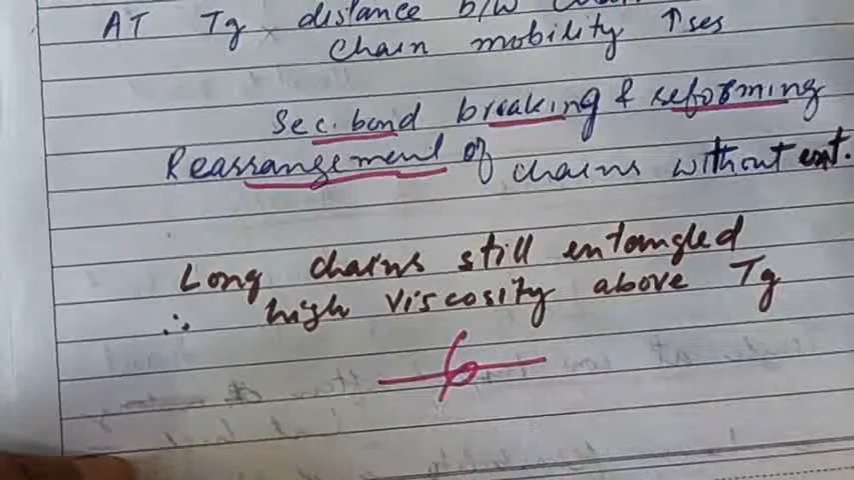 AT Tg distance b/w
chain mobility ↑ses
Sec. bond breaking & reforming
Rearrangement of chains without ent.
Long chains still entangled
∴ high viscosity above Tg